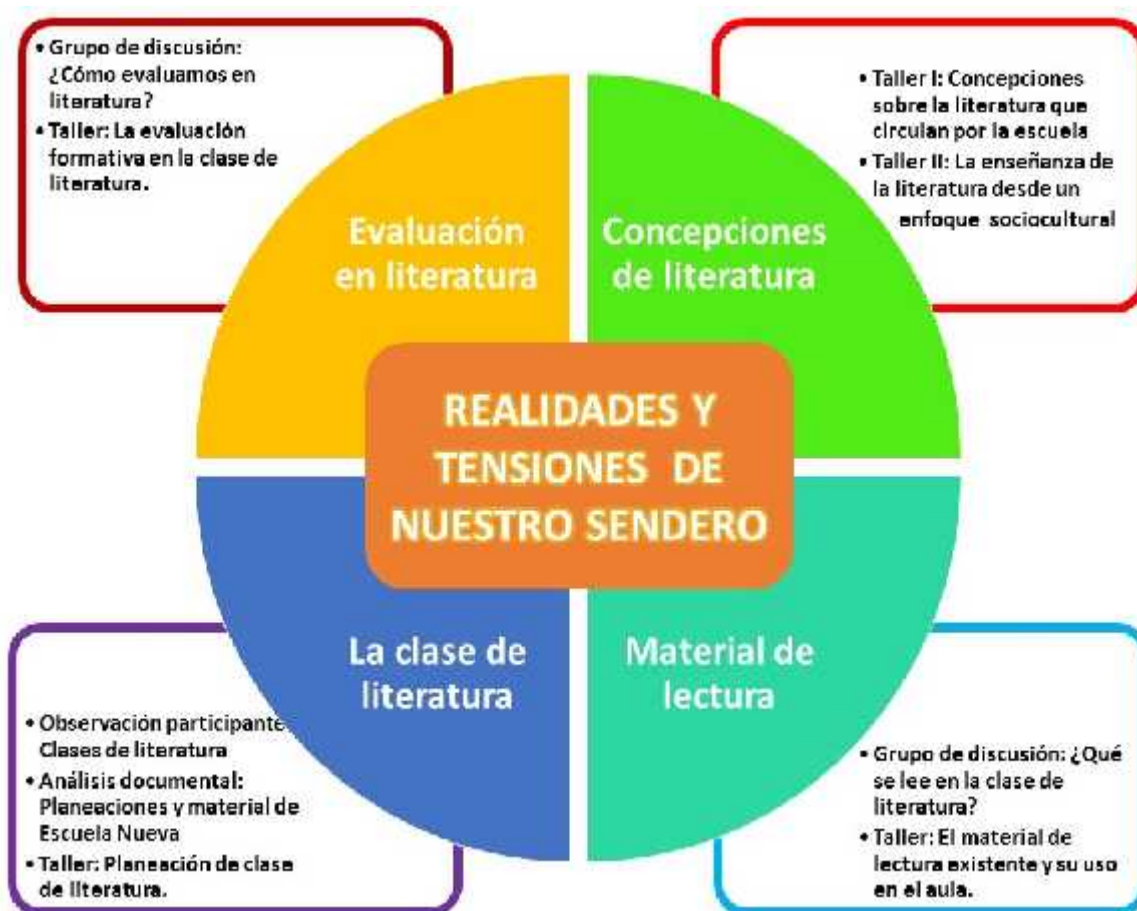 • Grupo de discusión:
¿Cómo evaluamos en
literatura?
• Taller: La evaluación
formativa en la clase de
literatura.
• Taller I: Concepciones
sobre la literatura que
circulan por la escuela
• Taller II: La enseñanza de
la literatura desde un
enfoque sociocultural
Evaluación
en literatura
Concepciones
de literatura
REALIDADES Y
TENSIONES DE
NUESTRO SENDERO
La clase de
literatura
Material de
lectura
• Observación participante
Clases de literatura
• Análisis documental:
Planeaciones y material de
Escuela Nueva
• Taller: Planeación de clase
de literatura.
• Grupo de discusión: ¿Qué
se lee en la clase de
literatura?
• Taller: El material de
lectura existente y su uso
en el aula.